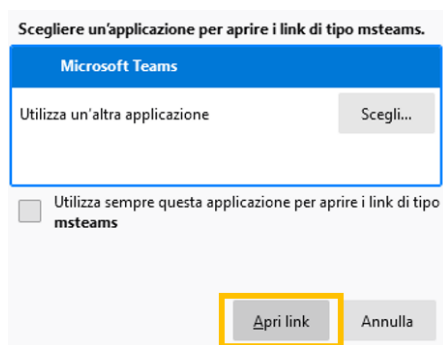 Scegliere un'applicazione per aprire i link di tipo msteams.
Microsoft Teams
Utilizza un'altra applicazione
Scegli...
Utilizza sempre questa applicazione per aprire i link di tipo
msteams
Apri link
Annulla